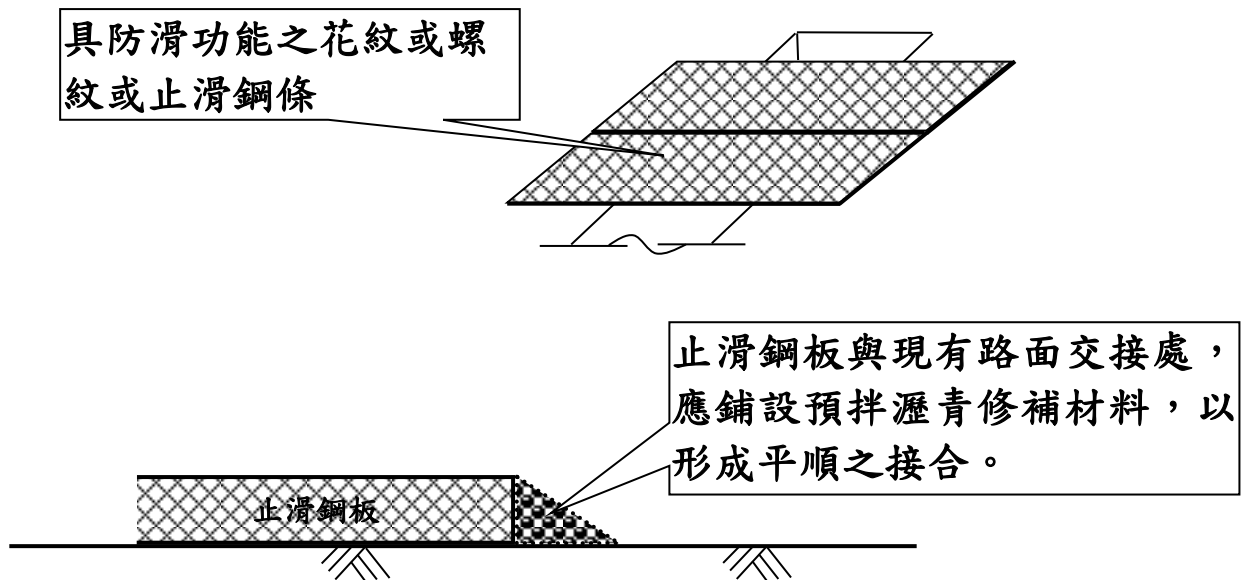 具防滑功能之花紋或螺
紋或止滑鋼條
止滑鋼板與現有路面交接處，
應鋪設預拌瀝青修補材料，以
形成平順之接合。
止滑鋼板